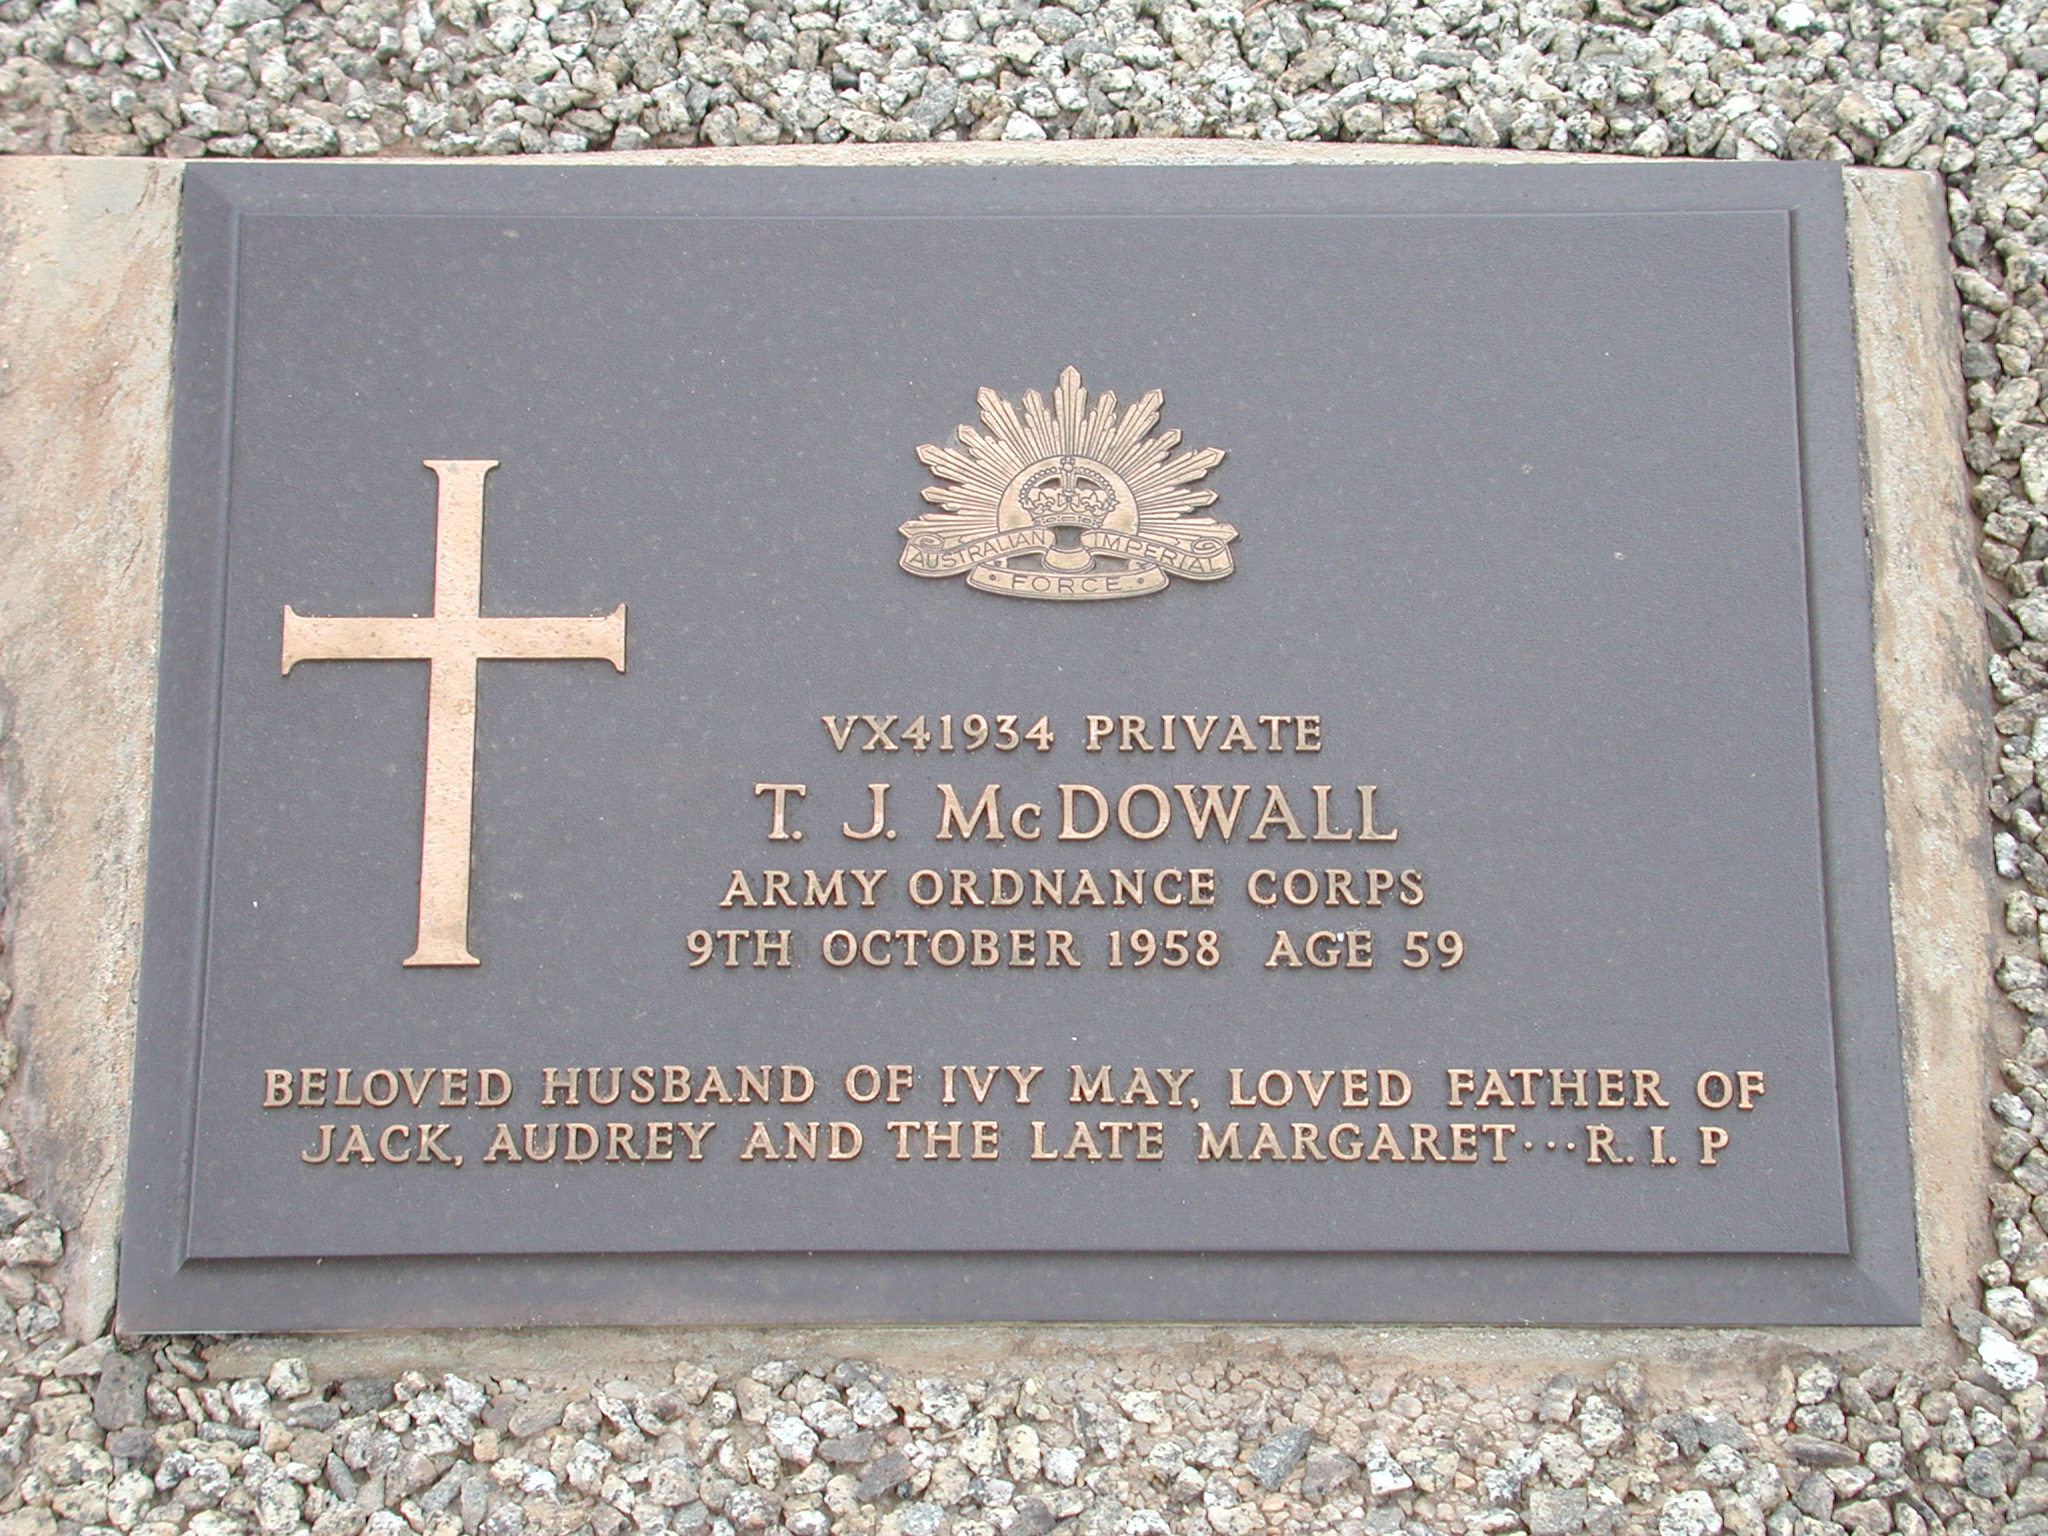 AUSTRALIAN IMPERIAL
FORCE
VX41934 PRIVATE
T. J. McDOWALL
ARMY ORDNANCE CORPS
9TH OCTOBER 1958 AGE 59
BELOVED HUSBAND OF IVY MAY, LOVED FATHER OF
JACK, AUDREY AND THE LATE MARGARET···R. I. P